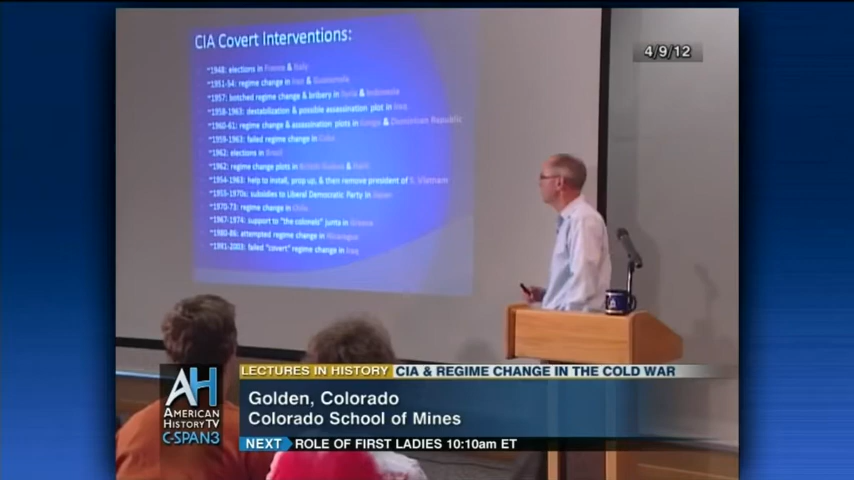 CIA Covert Interventions:
4/9/12
~1948: elections in France & Italy
~1951-54: regime change in Iran & Guatemala
~1957: botched regime change & bribery in Syria & Indonesia
~1958-1963: destabilization & possible assassination plot in Iraq
~1960-61: regime change & assassination plots in Congo & Dominican Republic
~1959-1963: failed regime change in Cuba
~1962: elections in Brazil
~1962: regime change plots in British Guiana & Haiti
~1954-1963: help to install, prop up, & then remove president of S. Vietnam
~1955-1970s: subsidies to Liberal Democratic Party in Japan
~1970-73: regime change in Chile
~1967-1974: support to "the colonels" junta in Greece
~1980-86: attempted regime change in Nicaragua
~1991-2003: failed "covert" regime change in Iraq
LECTURES IN HISTORY CIA & REGIME CHANGE IN THE COLD WAR
AH
AMERICAN
HISTORY TV
C-SPAN3
Golden, Colorado
Colorado School of Mines
NEXT ROLE OF FIRST LADIES 10:10am ET